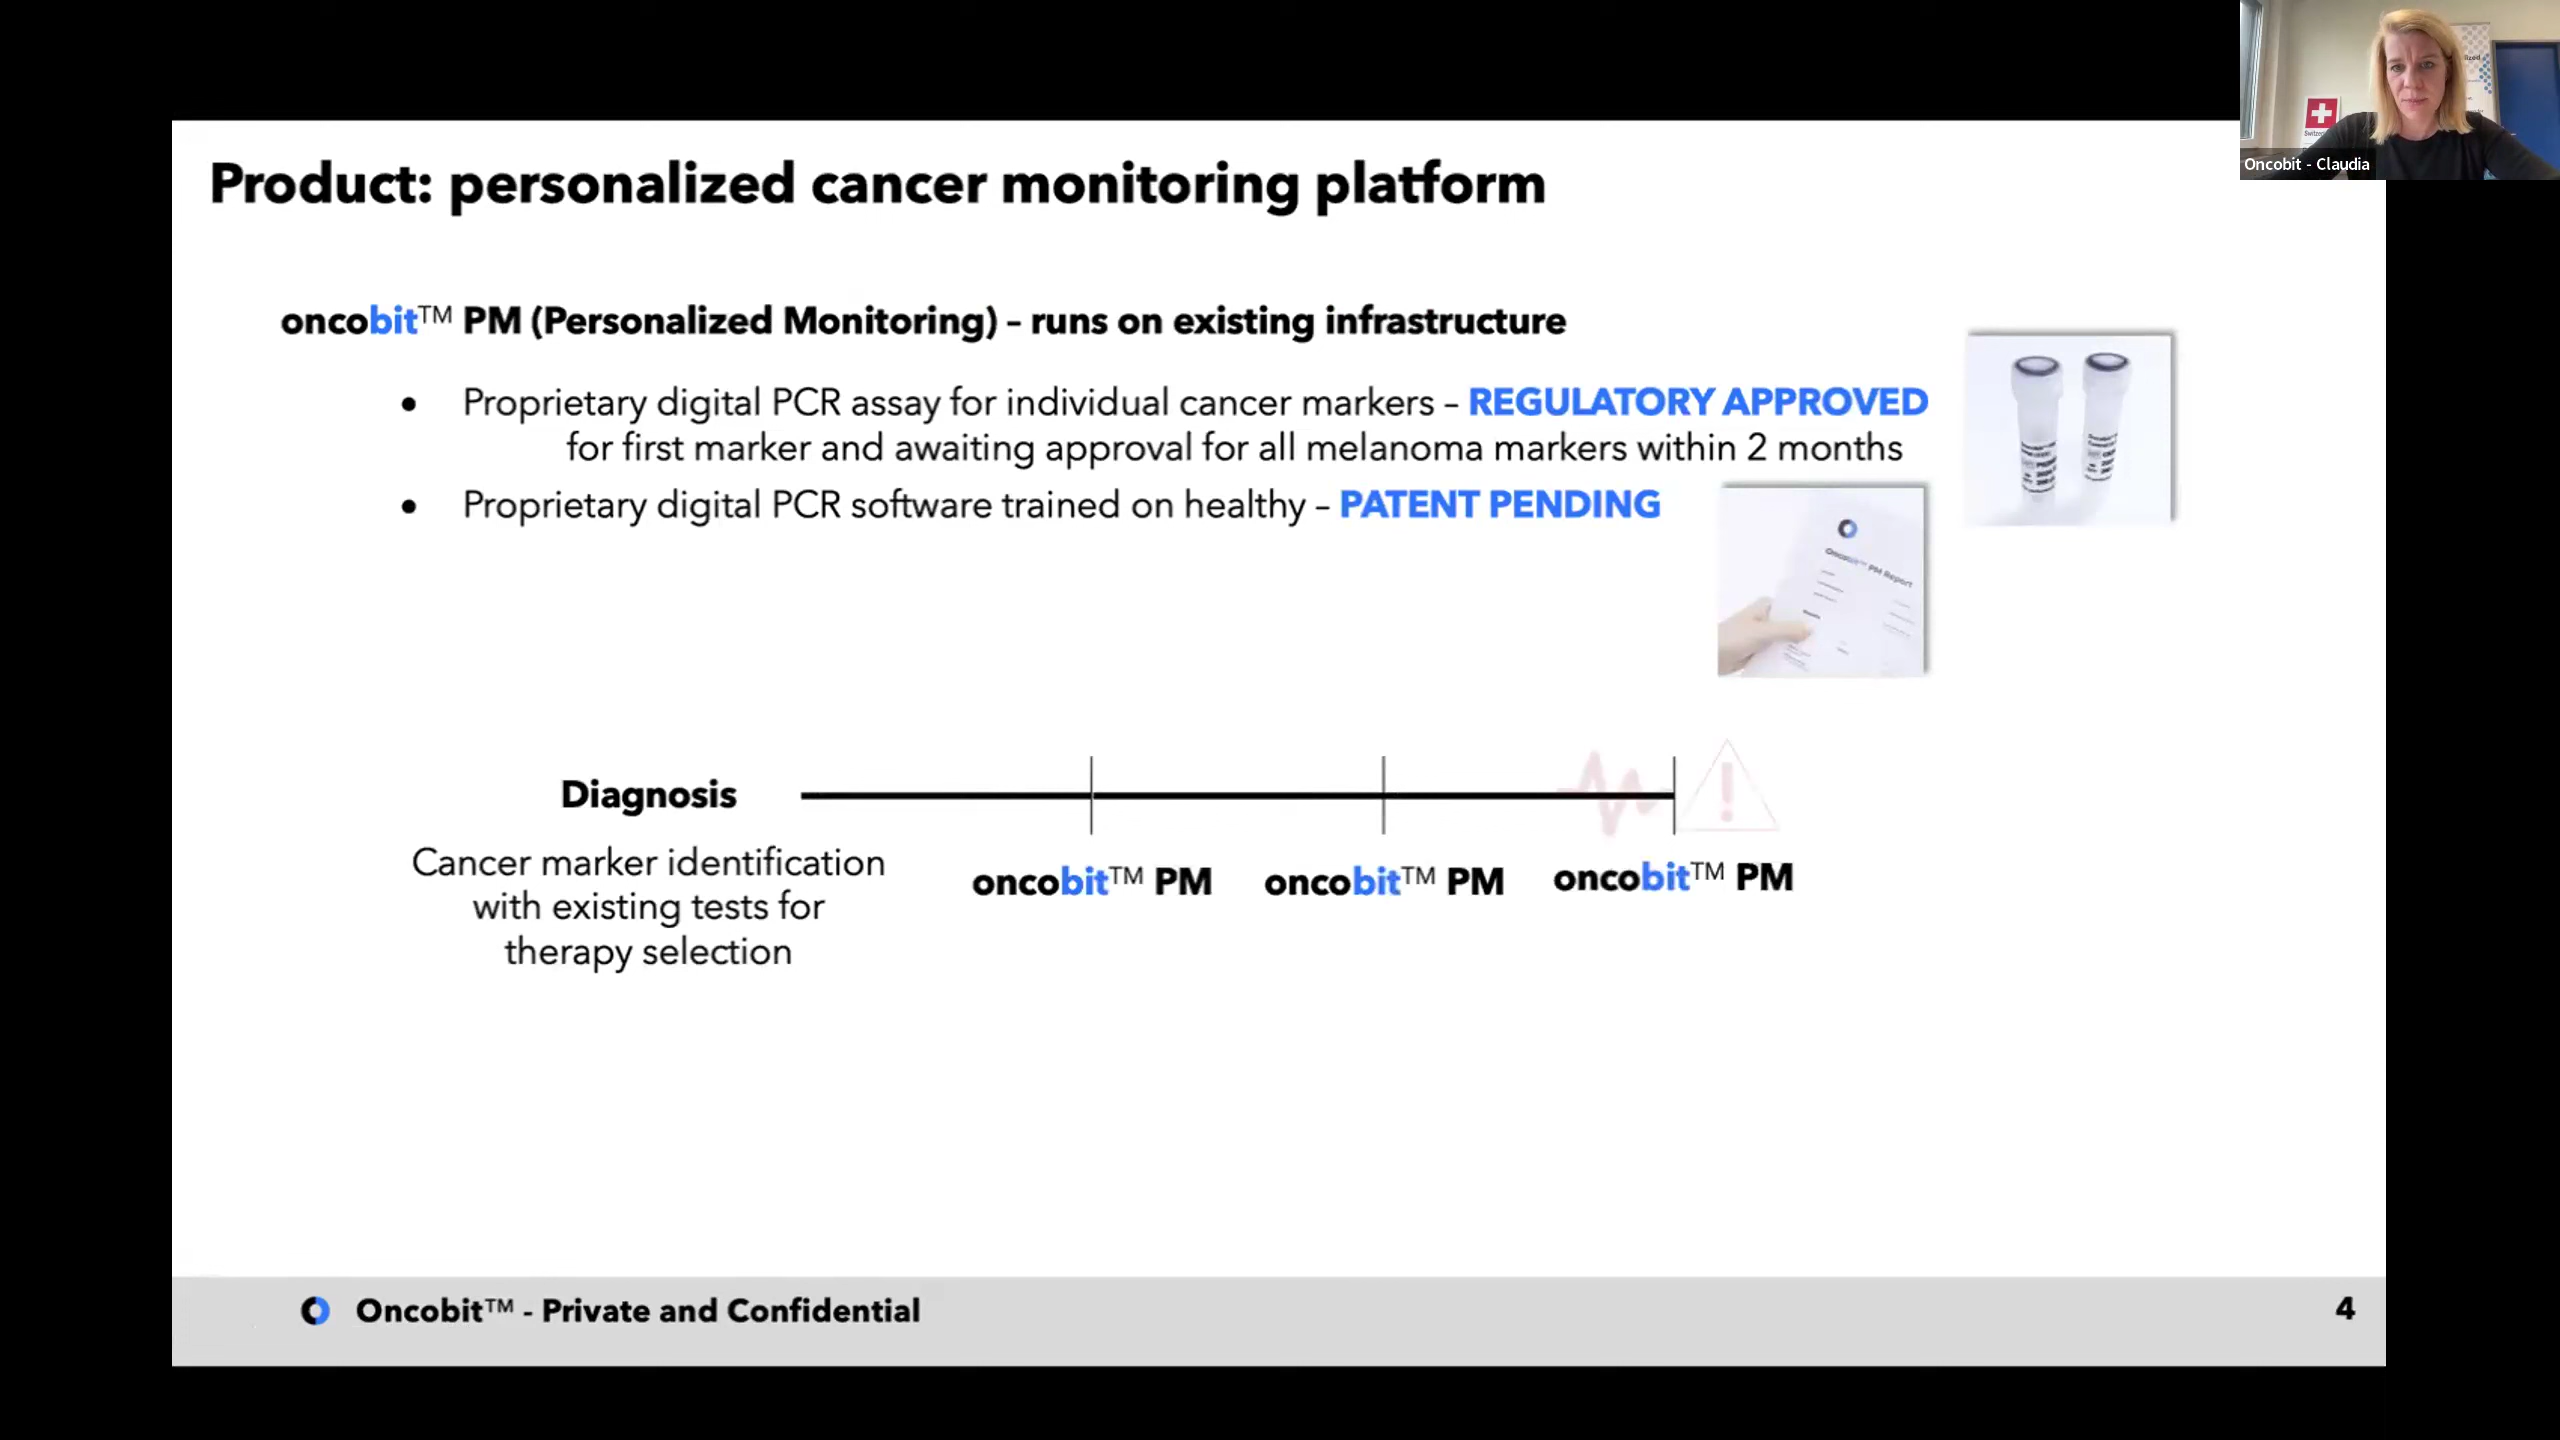 Product: personalized cancer monitoring platform
Oncobit - Claudia
oncobit™ PM (Personalized Monitoring) – runs on existing infrastructure
• Proprietary digital PCR assay for individual cancer markers – REGULATORY APPROVED
for first marker and awaiting approval for all melanoma markers within 2 months
• Proprietary digital PCR software trained on healthy – PATENT PENDING
Oncobit™ PM Report
Diagnosis
Cancer marker identification
with existing tests for
therapy selection
oncobit™ PM
oncobit™ PM
oncobit™ PM
Oncobit™ - Private and Confidential
4